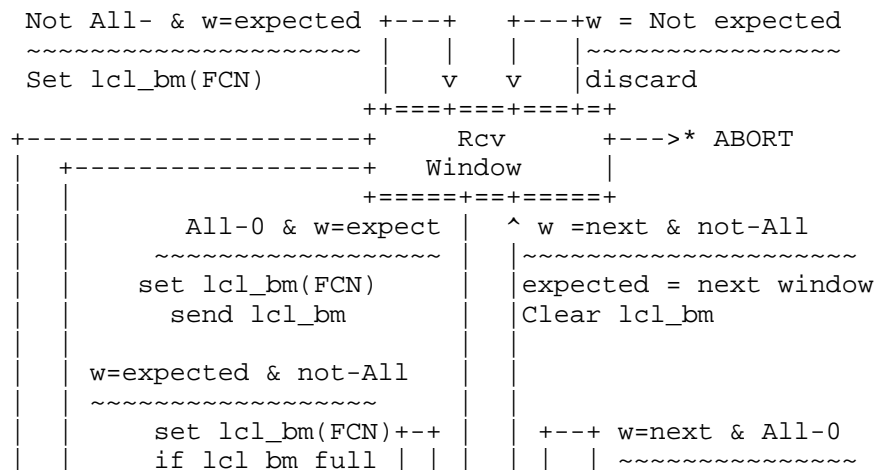 Not All- & w=expected +---+   +---+w = Not expected
~~~~~~~~~~~~~~~~~~~~~ |   |   |   |~~~~~~~~~~~~~~~~
Set lcl_bm(FCN)       |   v   v   |discard
                      ++===+===+===+=+
+---------------------+     Rcv      +--->* ABORT
|  +------------------+   Window     |
|  |                  +=====+==+=====+
|  |       All-0 & w=expect |  ^ w =next & not-All
|  |     ~~~~~~~~~~~~~~~~~~ |  |~~~~~~~~~~~~~~~~~~~~~
|  |    set lcl_bm(FCN)     |  |expected = next window
|  |      send lcl_bm       |  |Clear lcl_bm
|  |                        |  |
|  | w=expected & not-All   |  |
|  | ~~~~~~~~~~~~~~~~~~     |  |
|  |     set lcl_bm(FCN)+-+ |  | +--+ w=next & All-0
|  |     if lcl_bm full | | |  | |  | ~~~~~~~~~~~~~~~